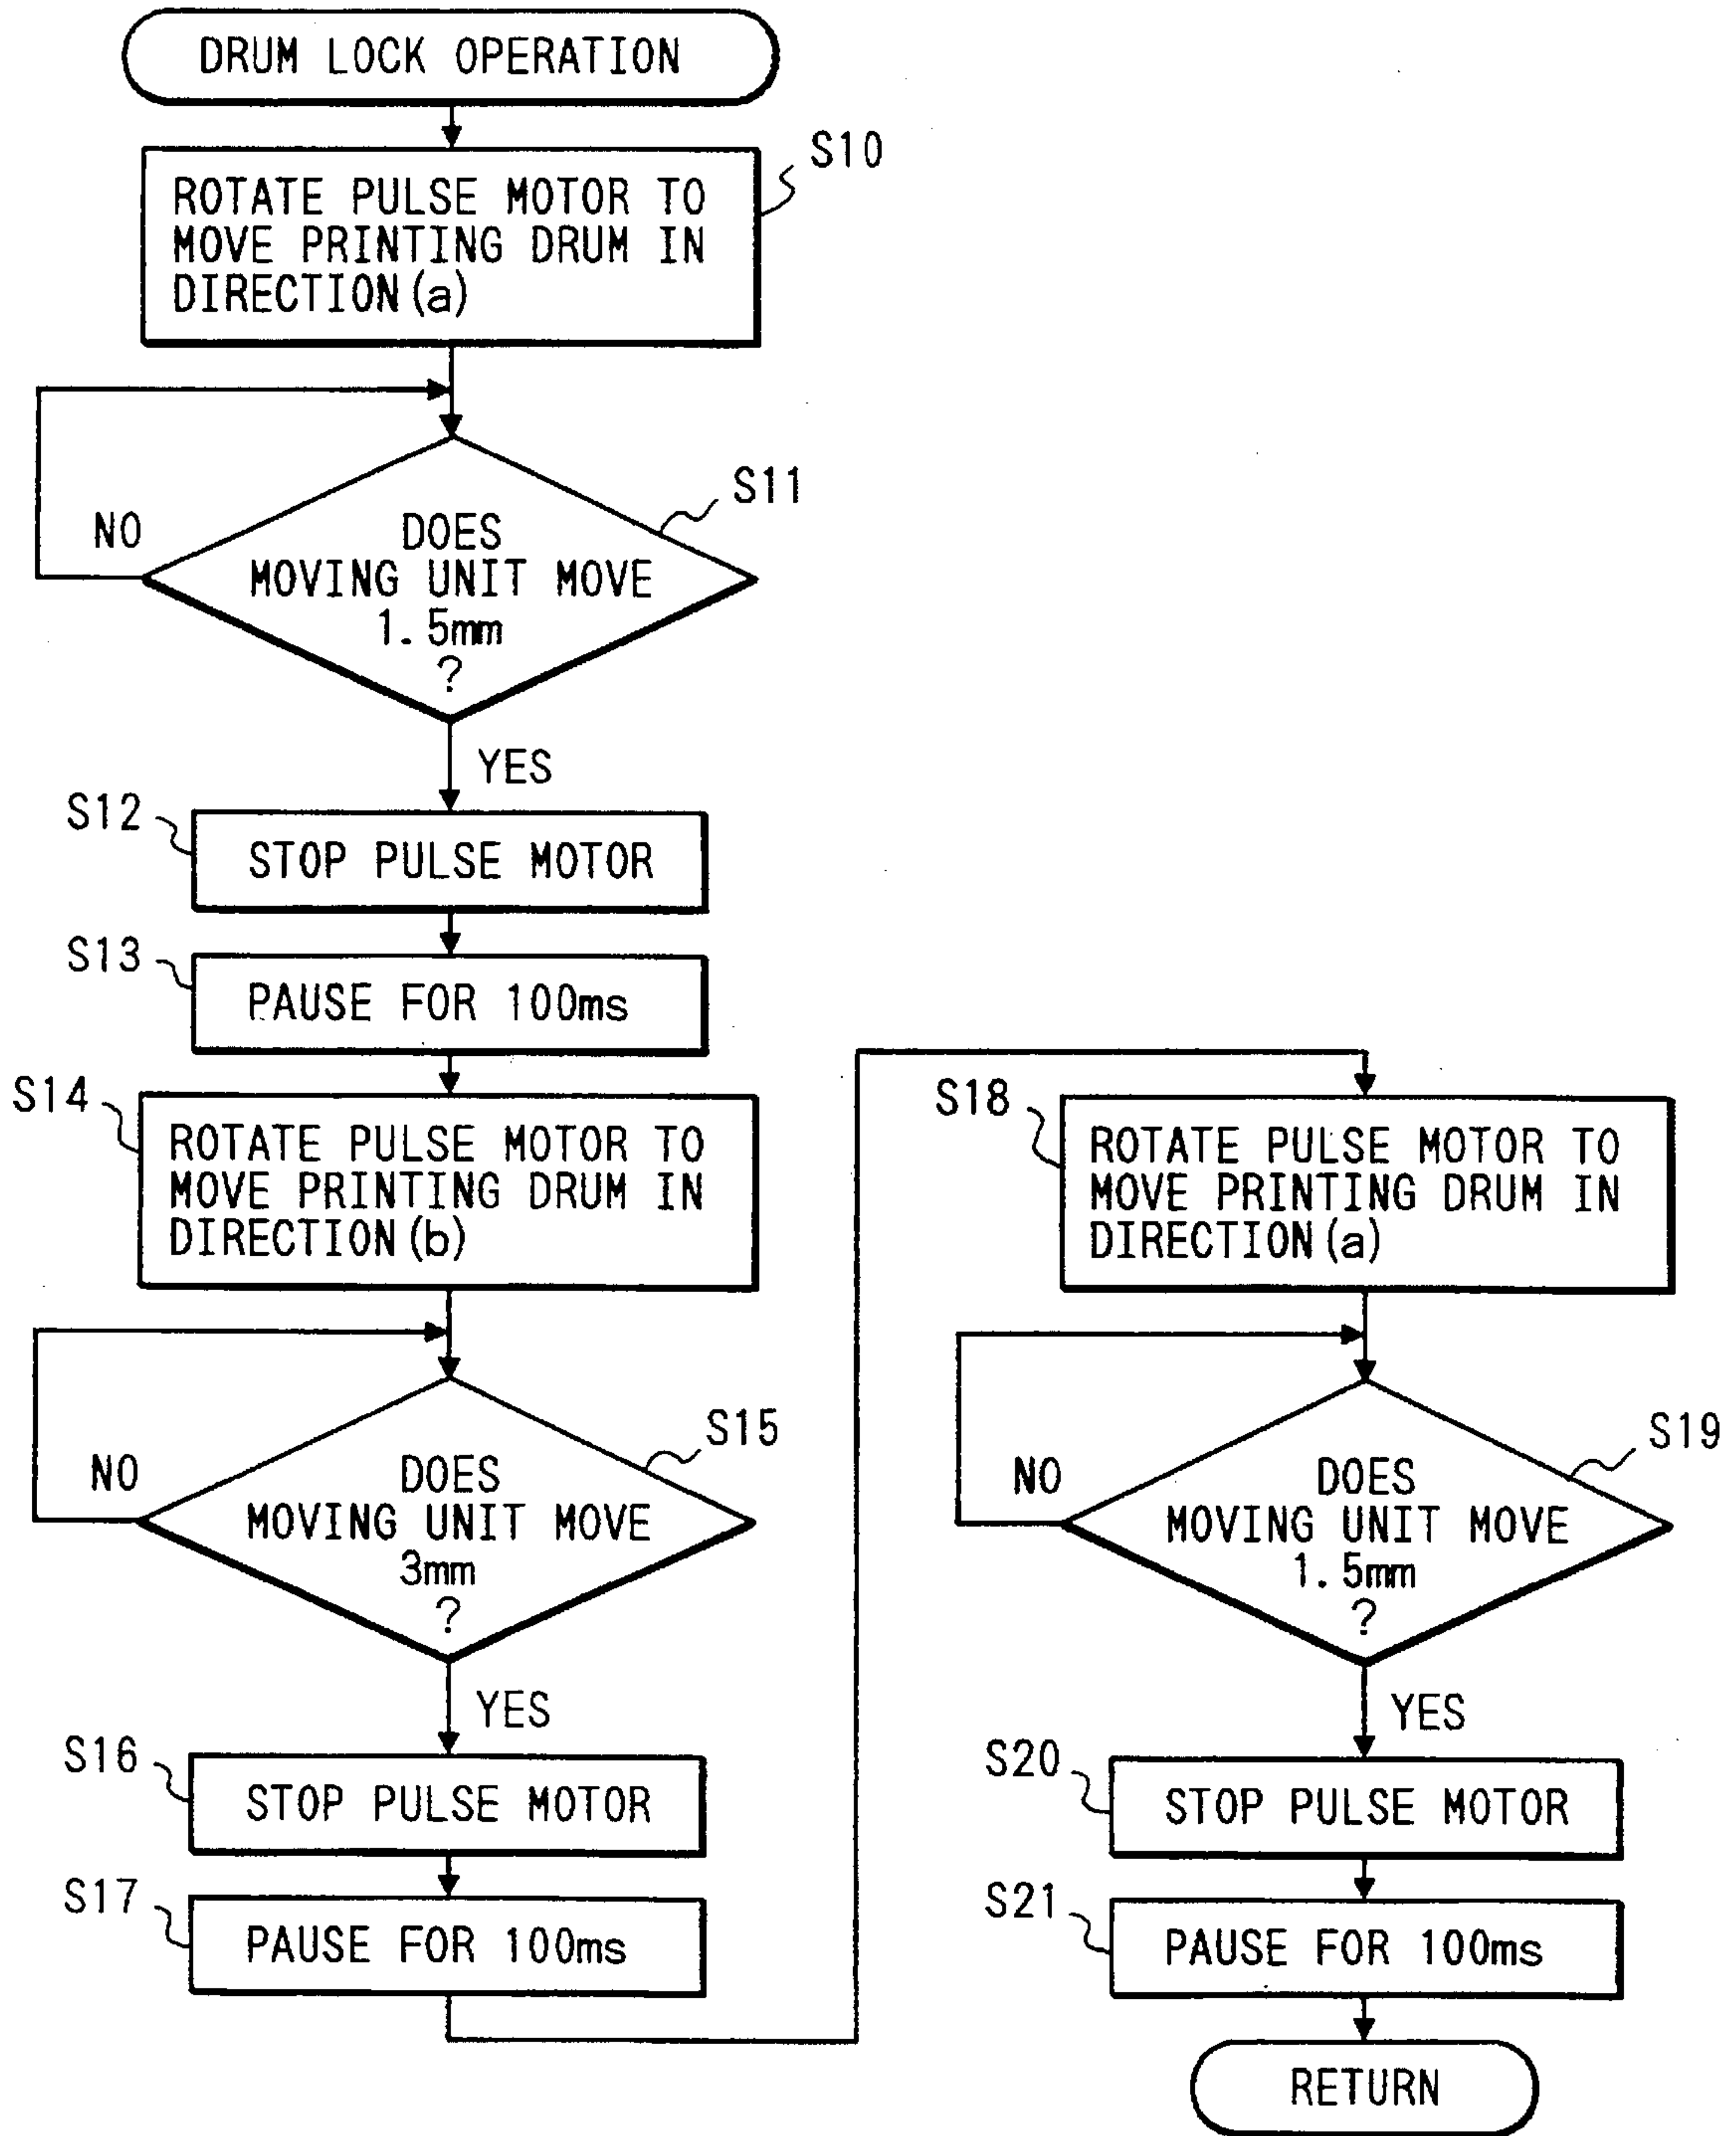 DRUM LOCK OPERATION
S10
ROTATE PULSE MOTOR TO
MOVE PRINTING DRUM IN
DIRECTION(a)
S11
NO
DOES
MOVING UNIT MOVE
1.5mm
?
YES
S12
STOP PULSE MOTOR
S13
PAUSE FOR 100ms
S14
ROTATE PULSE MOTOR TO
MOVE PRINTING DRUM IN
DIRECTION(b)
S15
NO
DOES
MOVING UNIT MOVE
3mm
?
YES
S16
STOP PULSE MOTOR
S17
PAUSE FOR 100ms
S18
ROTATE PULSE MOTOR TO
MOVE PRINTING DRUM IN
DIRECTION(a)
S19
NO
DOES
MOVING UNIT MOVE
1.5mm
?
YES
S20
STOP PULSE MOTOR
S21
PAUSE FOR 100ms
RETURN